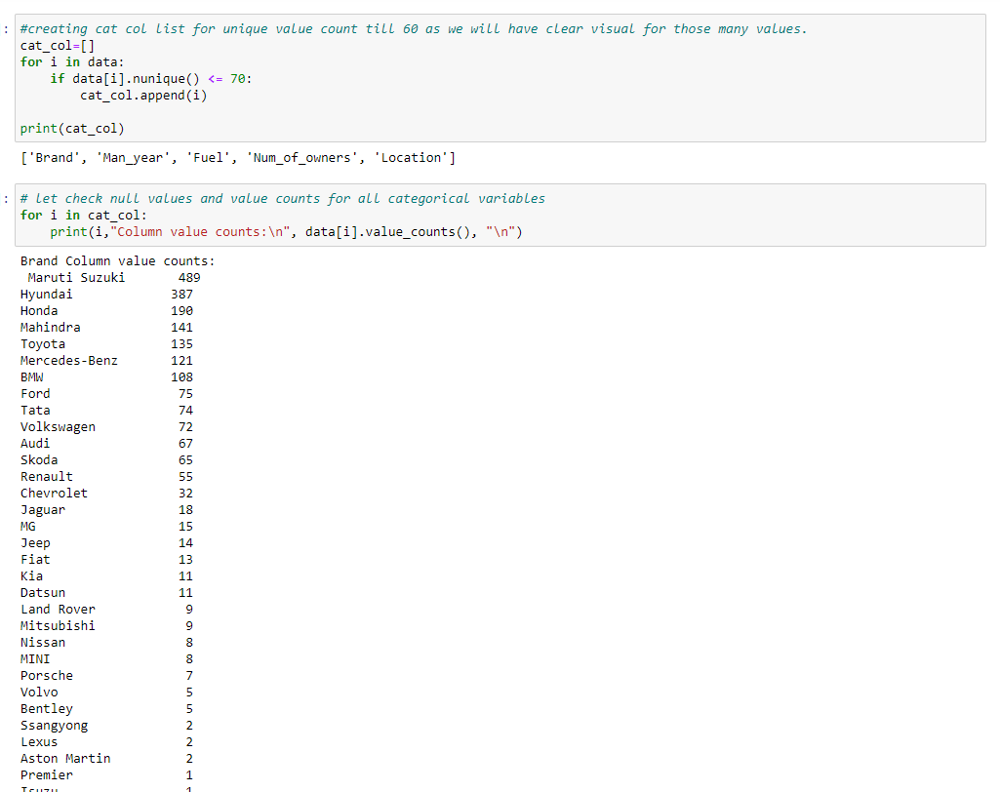 : #creating cat col list for unique value count till 60 as we will have clear visual for those many values.
cat_col=[]
for i in data:
    if data[i].nunique() <= 70:
        cat_col.append(i)

print(cat_col)
['Brand', 'Man_year', 'Fuel', 'Num_of_owners', 'Location']
: # let check null values and value counts for all categorical variables
for i in cat_col:
    print(i,"Column value counts:\n", data[i].value_counts(), "\n")
Brand Column value counts:
 Maruti Suzuki       489
Hyundai             387
Honda               190
Mahindra            141
Toyota              135
Mercedes-Benz       121
BMW                 108
Ford                 75
Tata                 74
Volkswagen           72
Audi                 67
Skoda                65
Renault              55
Chevrolet            32
Jaguar               18
MG                   15
Jeep                 14
Fiat                 13
Kia                  11
Datsun               11
Land Rover            9
Mitsubishi            9
Nissan                8
MINI                  8
Porsche               7
Volvo                 5
Bentley               5
Ssangyong             2
Lexus                 2
Aston Martin          2
Premier               1
Isuzu                 1